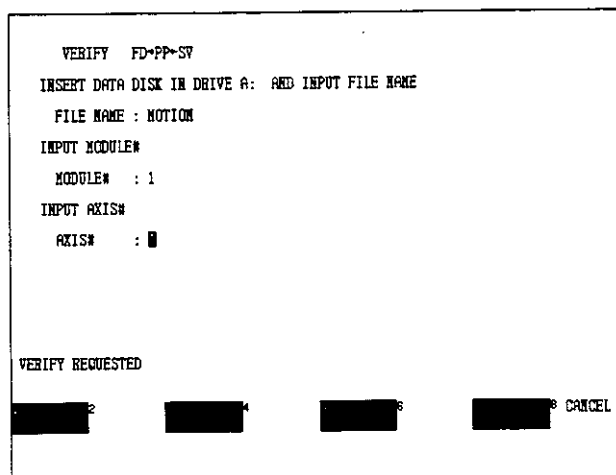 VERIFY FD→PP←SV
INSERT DATA DISK IN DRIVE A: AND INPUT FILE NAME
FILE NAME : MOTION
INPUT MODULE#
MODULE# : 1
INPUT AXIS#
AXIS# :
VERIFY REQUESTED
2 4 6 8 CANCEL